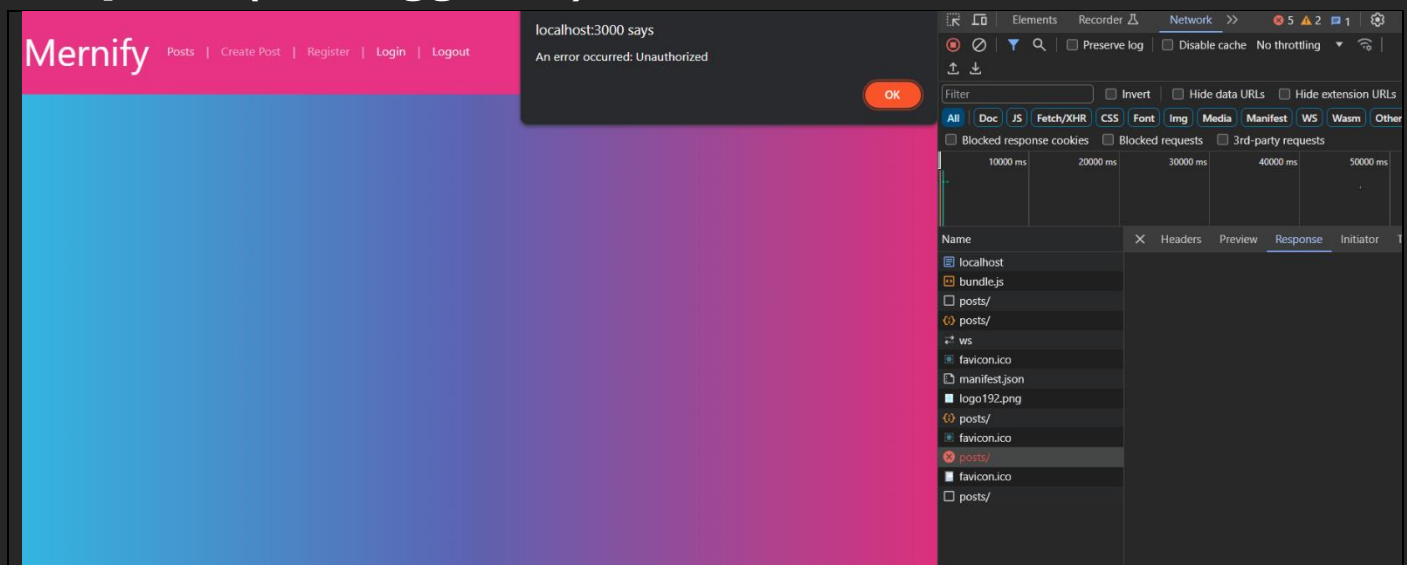 localhost:3000 says
An error occurred: Unauthorized
OK
Mernify Posts | Create Post | Register | Login | Logout
Elements Recorder Network 5 2 1
Preserve log Disable cache No throttling
Filter Invert Hide data URLs Hide extension URLs
All Doc JS Fetch/XHR CSS Font Img Media Manifest WS Wasm Other
Blocked response cookies Blocked requests 3rd-party requests
10000 ms 20000 ms 30000 ms 40000 ms 50000 ms
Name Headers Preview Response Initiator
localhost
bundle.js
posts/
posts/
ws
favicon.ico
manifest.json
logo192.png
posts/
favicon.ico
posts/
favicon.ico
posts/